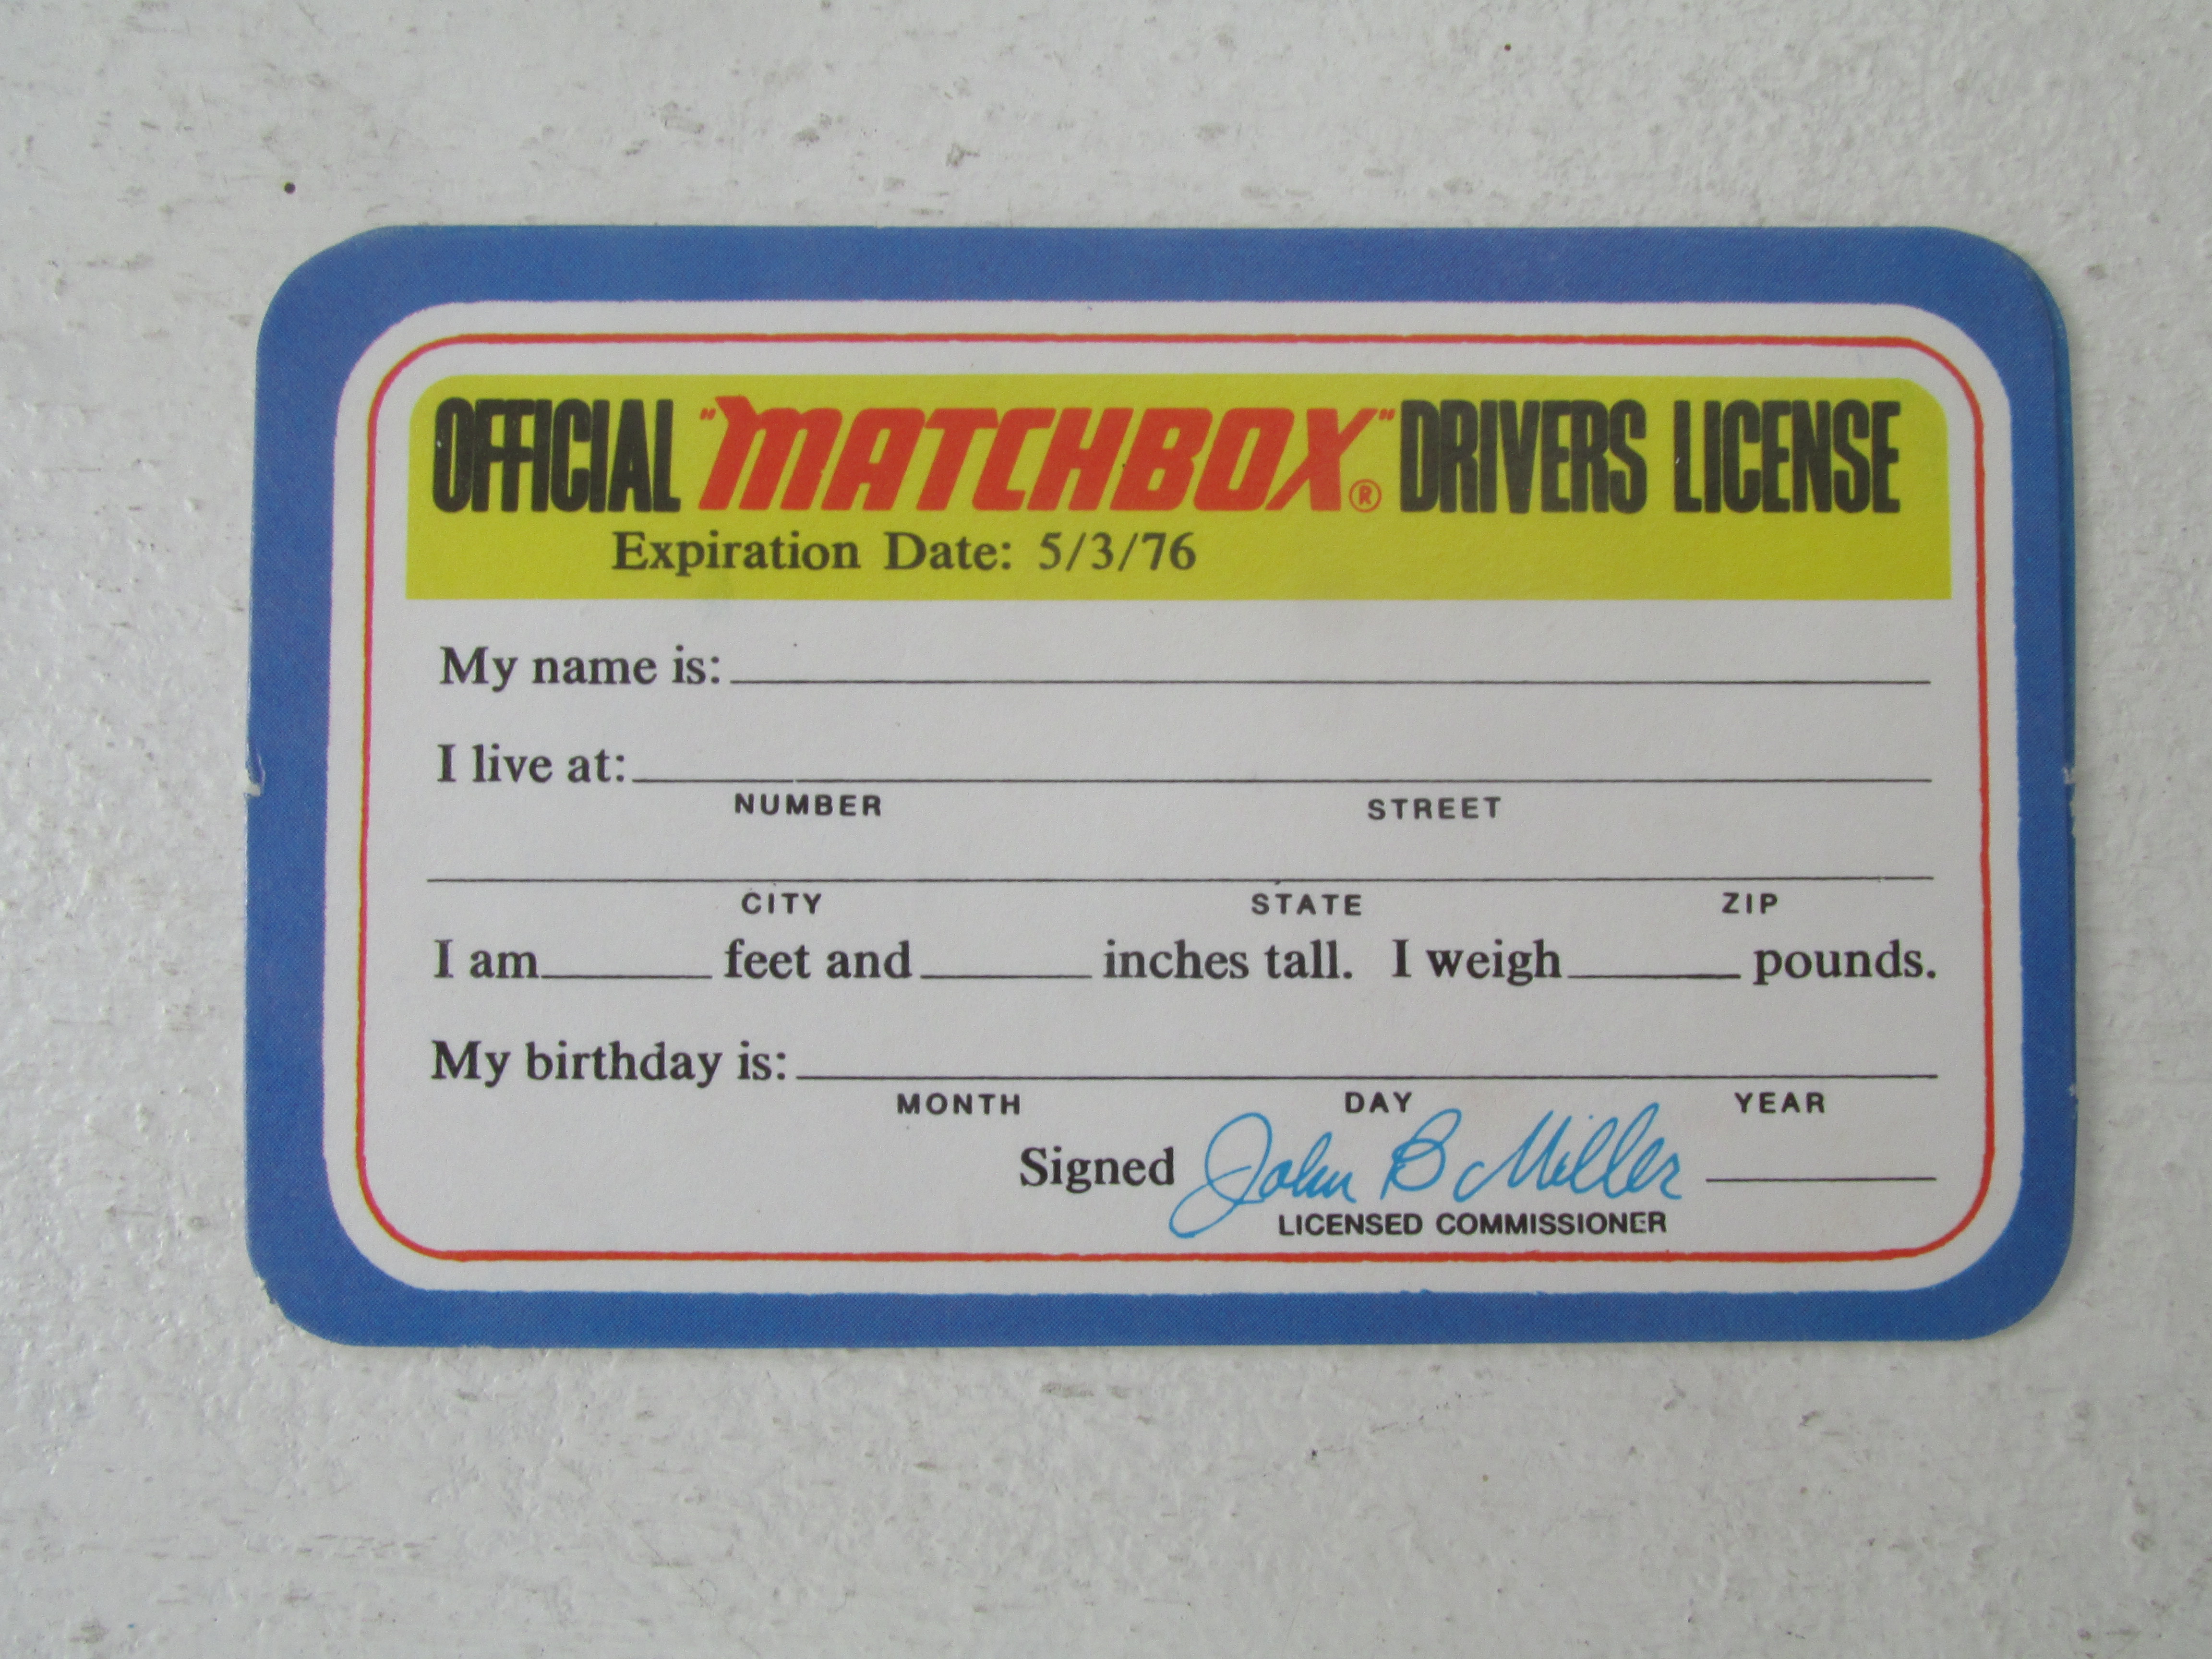 OFFICIAL "MATCHBOX"® DRIVERS LICENSE
Expiration Date: 5/3/76
My name is:
I live at:
NUMBER STREET
CITY STATE ZIP
I am feet and inches tall. I weigh pounds.
My birthday is:
MONTH DAY YEAR
Signed John B Miller
LICENSED COMMISSIONER